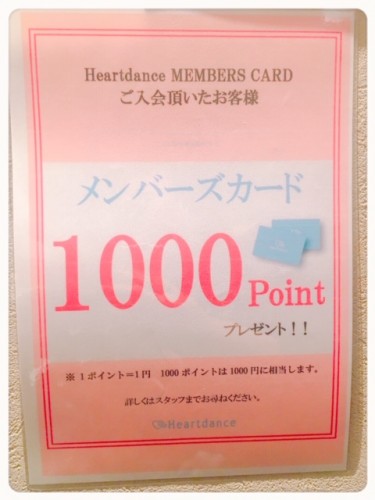 Heartdance MEMBERS CARD
ご入会頂いたお客様
メンバーズカード
1000 Point
プレゼント！！
※ 1ポイント＝1円 1000ポイントは1000円に相当します。
詳しくはスタッフまでお尋ねください。
Heartdance